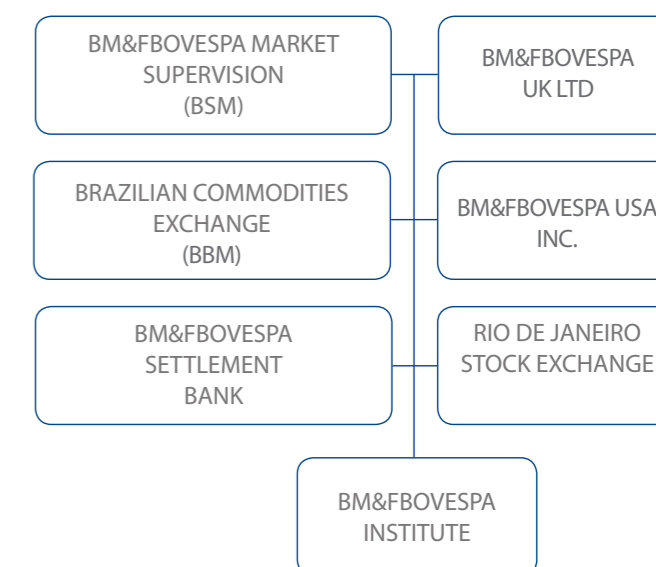 BM&FBOVESPA MARKET
SUPERVISION
(BSM)
BM&FBOVESPA
UK LTD
BRAZILIAN COMMODITIES
EXCHANGE
(BBM)
BM&FBOVESPA USA
INC.
BM&FBOVESPA
SETTLEMENT
BANK
RIO DE JANEIRO
STOCK EXCHANGE
BM&FBOVESPA
INSTITUTE